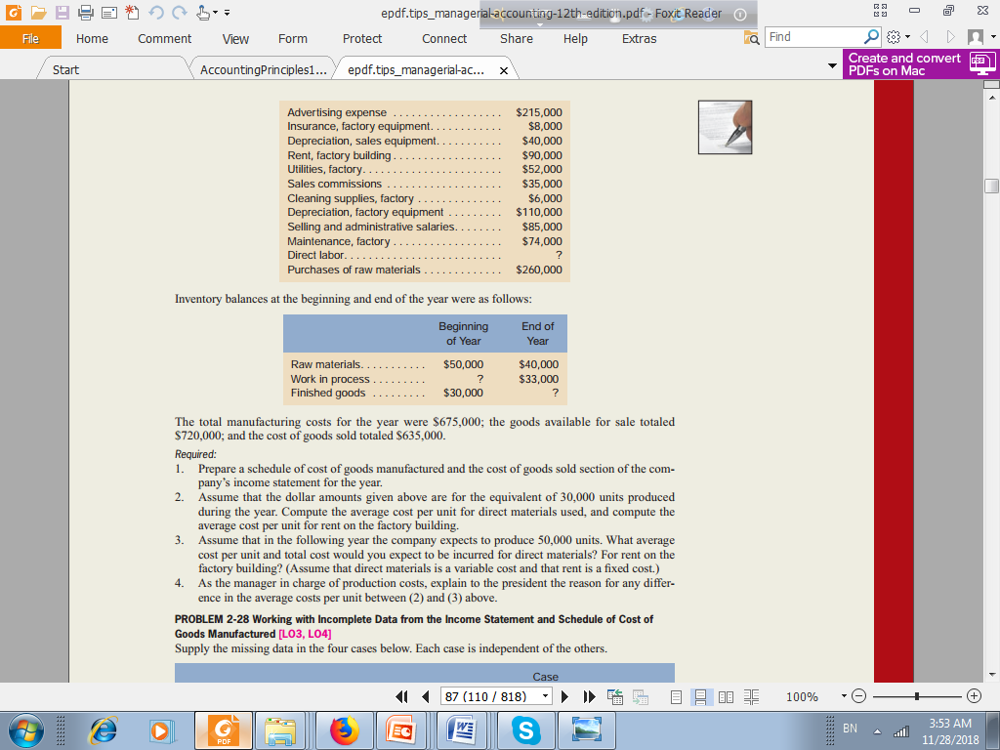 epdf.tips_managerial-accounting-12th-edition.pdf - Foxit Reader
File Home Comment View Form Protect Connect Share Help Extras Find
Start AccountingPrinciples1... epdf.tips_managerial-ac... x
Create and convert
PDFs on Mac
Advertising expense .................. $215,000
Insurance, factory equipment............ $8,000
Depreciation, sales equipment........... $40,000
Rent, factory building .................. $90,000
Utilities, factory....................... $52,000
Sales commissions ................... $35,000
Cleaning supplies, factory .............. $6,000
Depreciation, factory equipment ......... $110,000
Selling and administrative salaries........ $85,000
Maintenance, factory .................. $74,000
Direct labor.......................... ?
Purchases of raw materials ............. $260,000
Inventory balances at the beginning and end of the year were as follows:
Beginning End of
of Year Year
Raw materials........... $50,000 $40,000
Work in process ......... ? $33,000
Finished goods ......... $30,000 ?
The total manufacturing costs for the year were $675,000; the goods available for sale totaled
$720,000; and the cost of goods sold totaled $635,000.
Required:
1. Prepare a schedule of cost of goods manufactured and the cost of goods sold section of the com-
pany's income statement for the year.
2. Assume that the dollar amounts given above are for the equivalent of 30,000 units produced
during the year. Compute the average cost per unit for direct materials used, and compute the
average cost per unit for rent on the factory building.
3. Assume that in the following year the company expects to produce 50,000 units. What average
cost per unit and total cost would you expect to be incurred for direct materials? For rent on the
factory building? (Assume that direct materials is a variable cost and that rent is a fixed cost.)
4. As the manager in charge of production costs, explain to the president the reason for any differ-
ence in the average costs per unit between (2) and (3) above.
PROBLEM 2-28 Working with Incomplete Data from the Income Statement and Schedule of Cost of
Goods Manufactured [LO3, LO4]
Supply the missing data in the four cases below. Each case is independent of the others.
Case
87 (110 / 818) 100%
BN 3:53 AM
11/28/2018